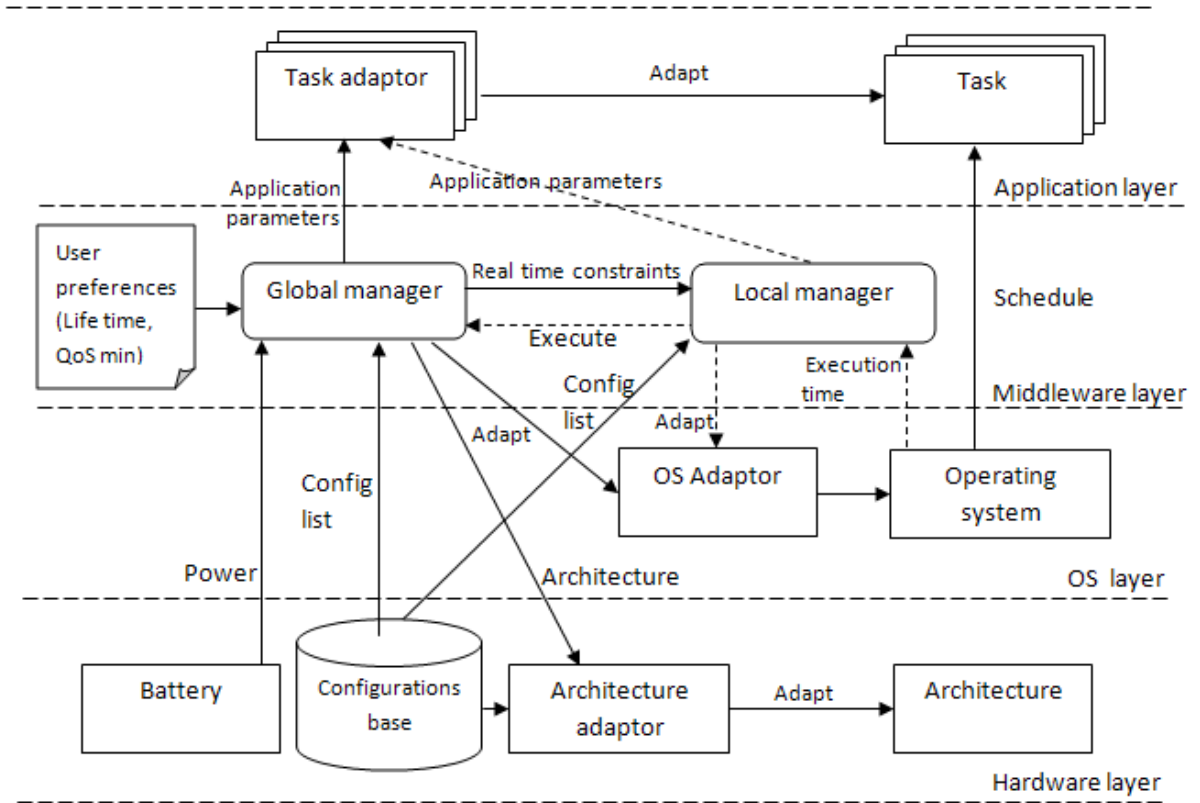 Task adaptor
Adapt
Task
Application
parameters
Application parameters
Application layer
User
preferences
(Life time,
QoS min)
Global manager
Real time constraints
Local manager
Schedule
Execute
Execution
time
Config
list
Middleware layer
Adapt
Adapt
OS Adaptor
Operating
system
Config
list
Power
Architecture
OS layer
Battery
Configurations
base
Architecture
adaptor
Adapt
Architecture
Hardware layer